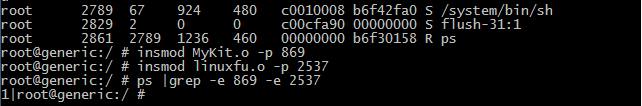 root 2789 67 924 480 c0010008 b6f42fa0 S /system/bin/sh
root 2829 2 0 0 c00cfa90 00000000 S flush-31:1
root 2861 2789 1236 460 00000000 b6f30158 R ps
root@generic:/ # insmod MyKit.o -p 869
root@generic:/ # insmod linuxfu.o -p 2537
root@generic:/ # ps |grep -e 869 -e 2537
1|root@generic:/ #